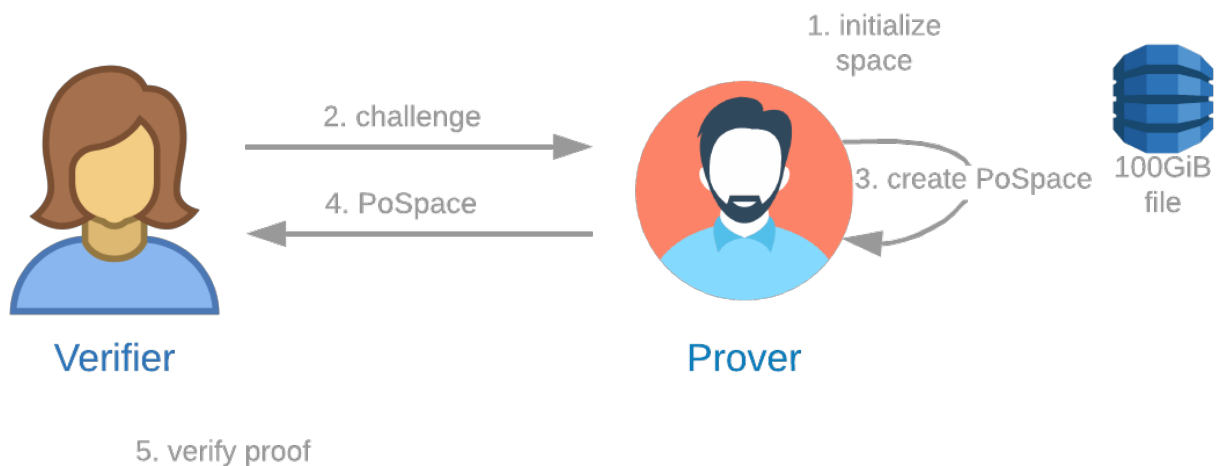 1. initialize
space
2. challenge
3. create PoSpace
100GiB
file
4. PoSpace
Verifier
Prover
5. verify proof